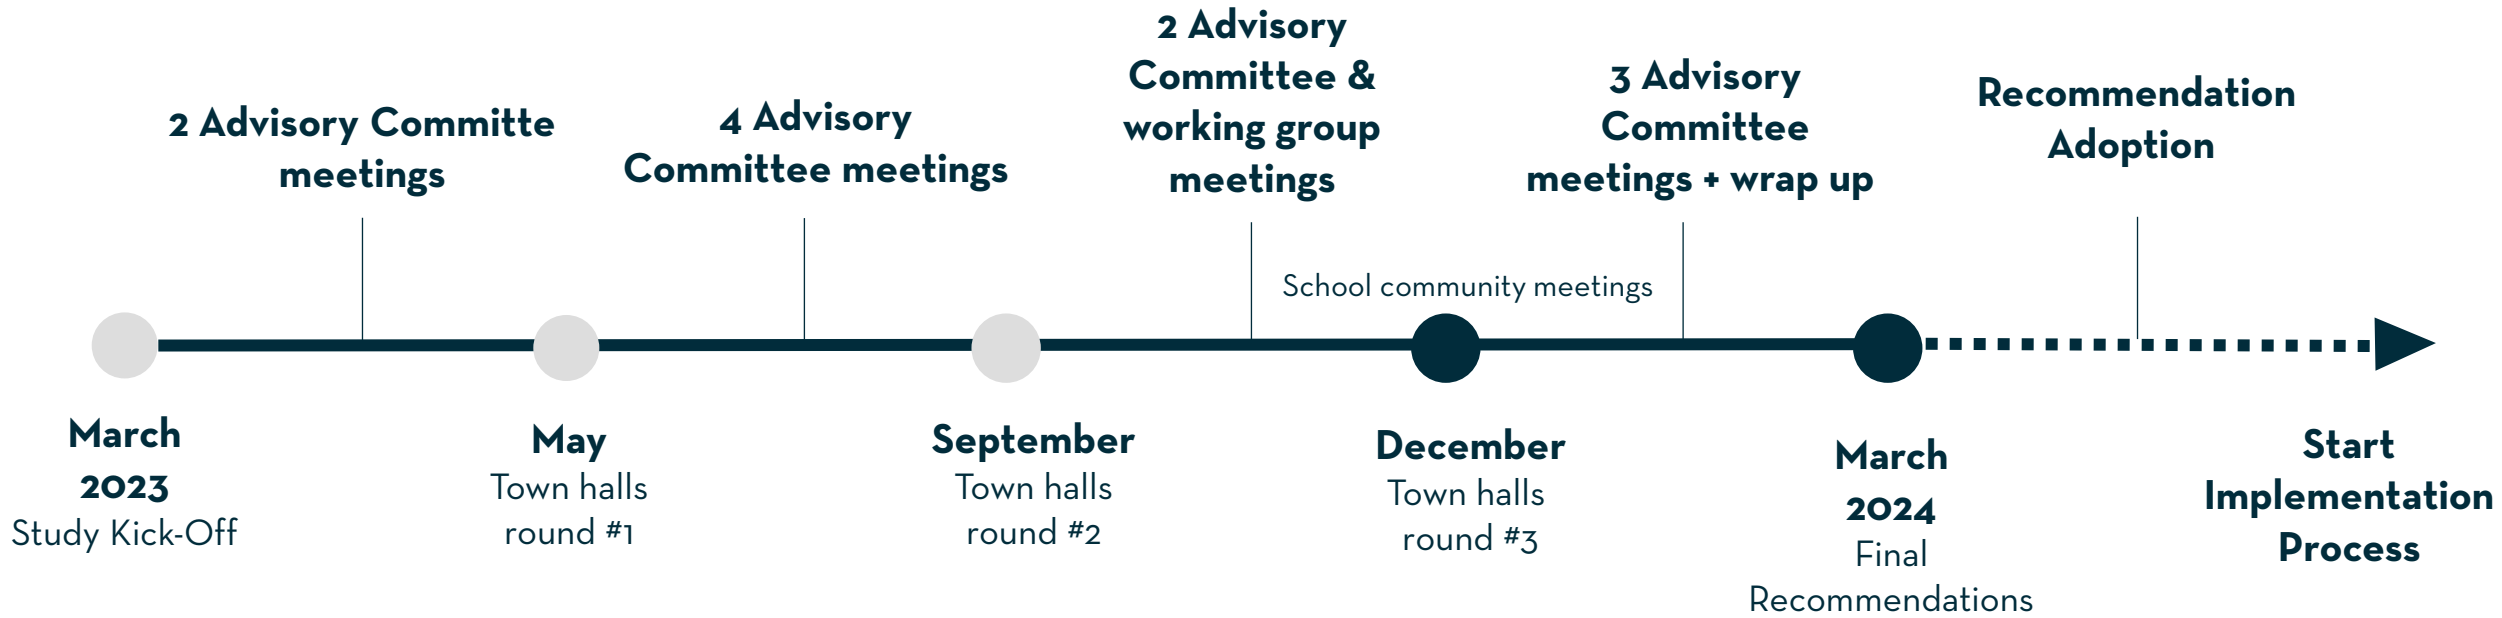 2 Advisory Committe
meetings
4 Advisory
Committee meetings
2 Advisory
Committee &
working group
meetings
3 Advisory
Committee
meetings + wrap up
Recommendation
Adoption
School community meetings
March
2023
Study Kick-Off
May
Town halls
round #1
September
Town halls
round #2
December
Town halls
round #3
March
2024
Final
Recommendations
Start
Implementation
Process